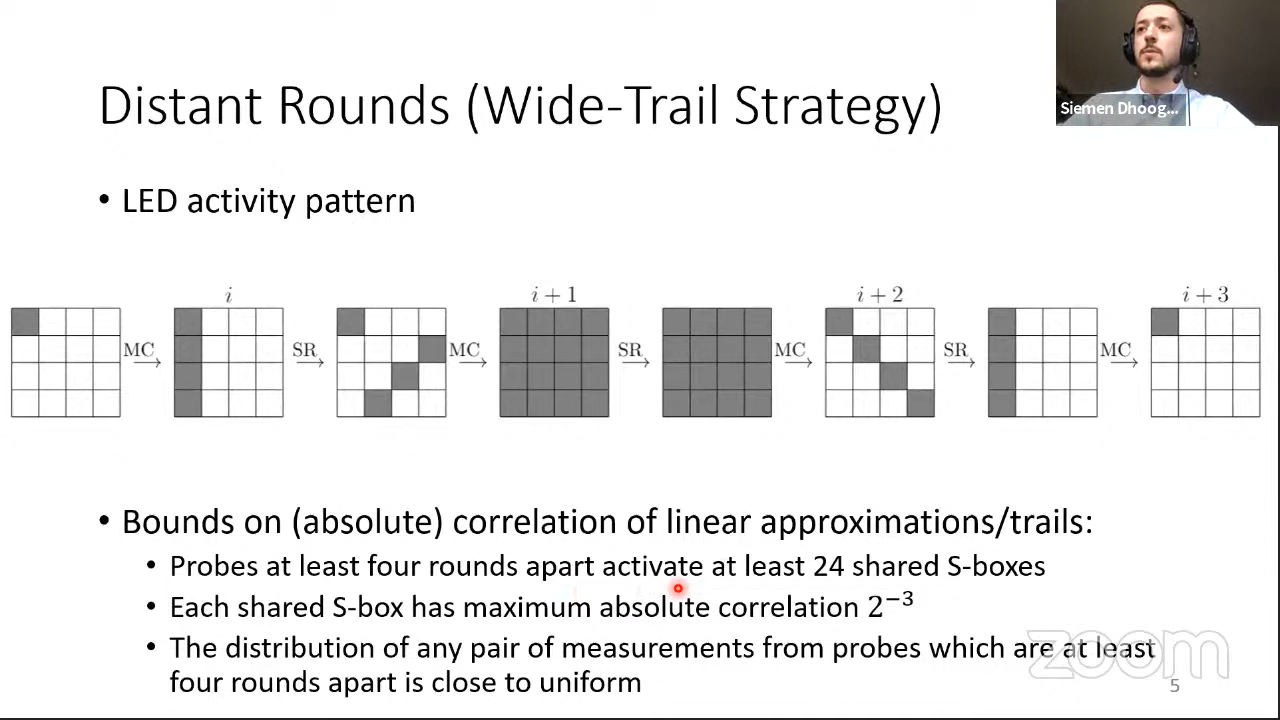 Siemen Dhoog...
Distant Rounds (Wide-Trail Strategy)
• LED activity pattern
i
i + 1
i + 2
i + 3
MC SR MC SR MC SR MC
• Bounds on (absolute) correlation of linear approximations/trails:
• Probes at least four rounds apart activate at least 24 shared S-boxes
• Each shared S-box has maximum absolute correlation 2⁻³
• The distribution of any pair of measurements from probes which are at least
four rounds apart is close to uniform
zoom
5